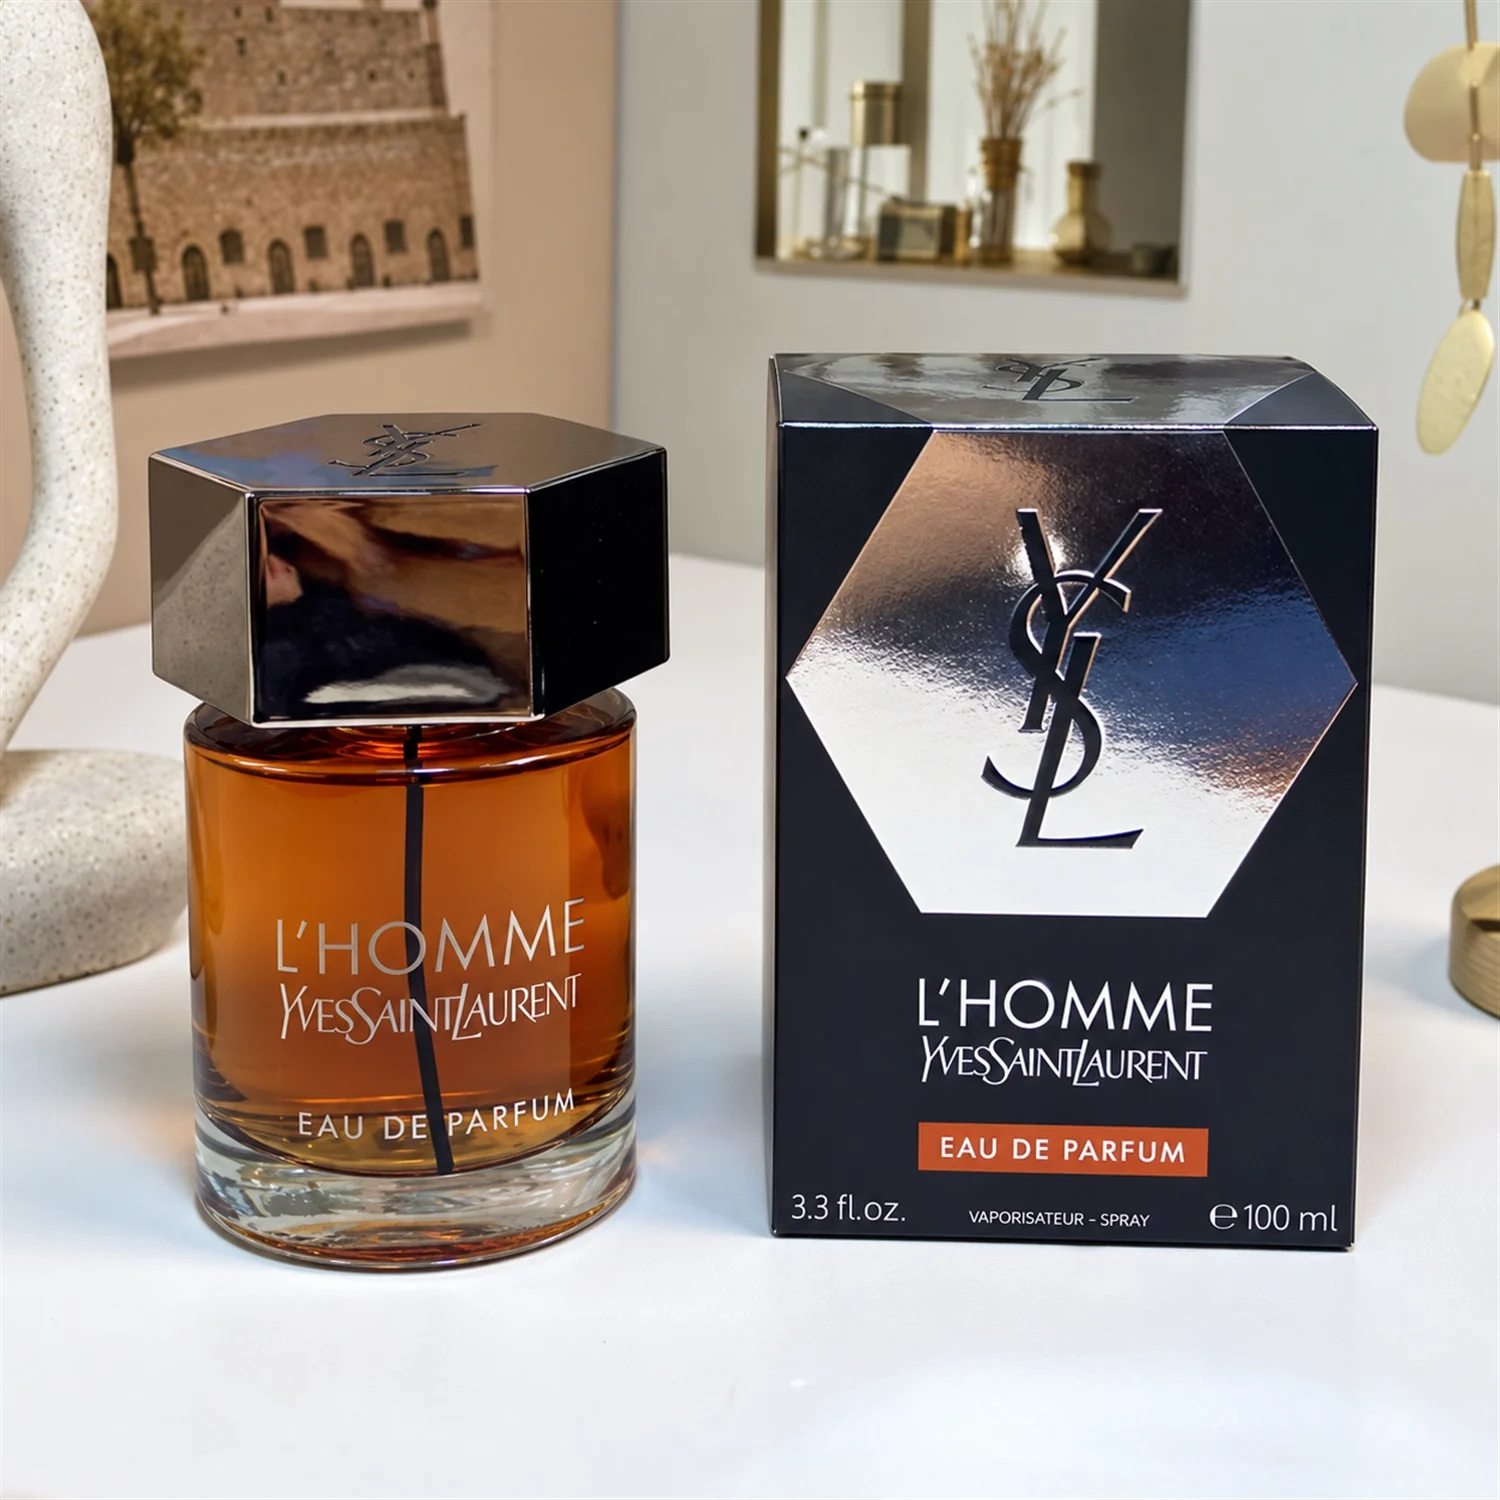 YSL
L'HOMME
YVESSAINTLAURENT
EAU DE PARFUM
YSL
YSL
L'HOMME
YVESSAINTLAURENT
EAU DE PARFUM
3.3 fl.oz. VAPORISATEUR - SPRAY ℮ 100 ml